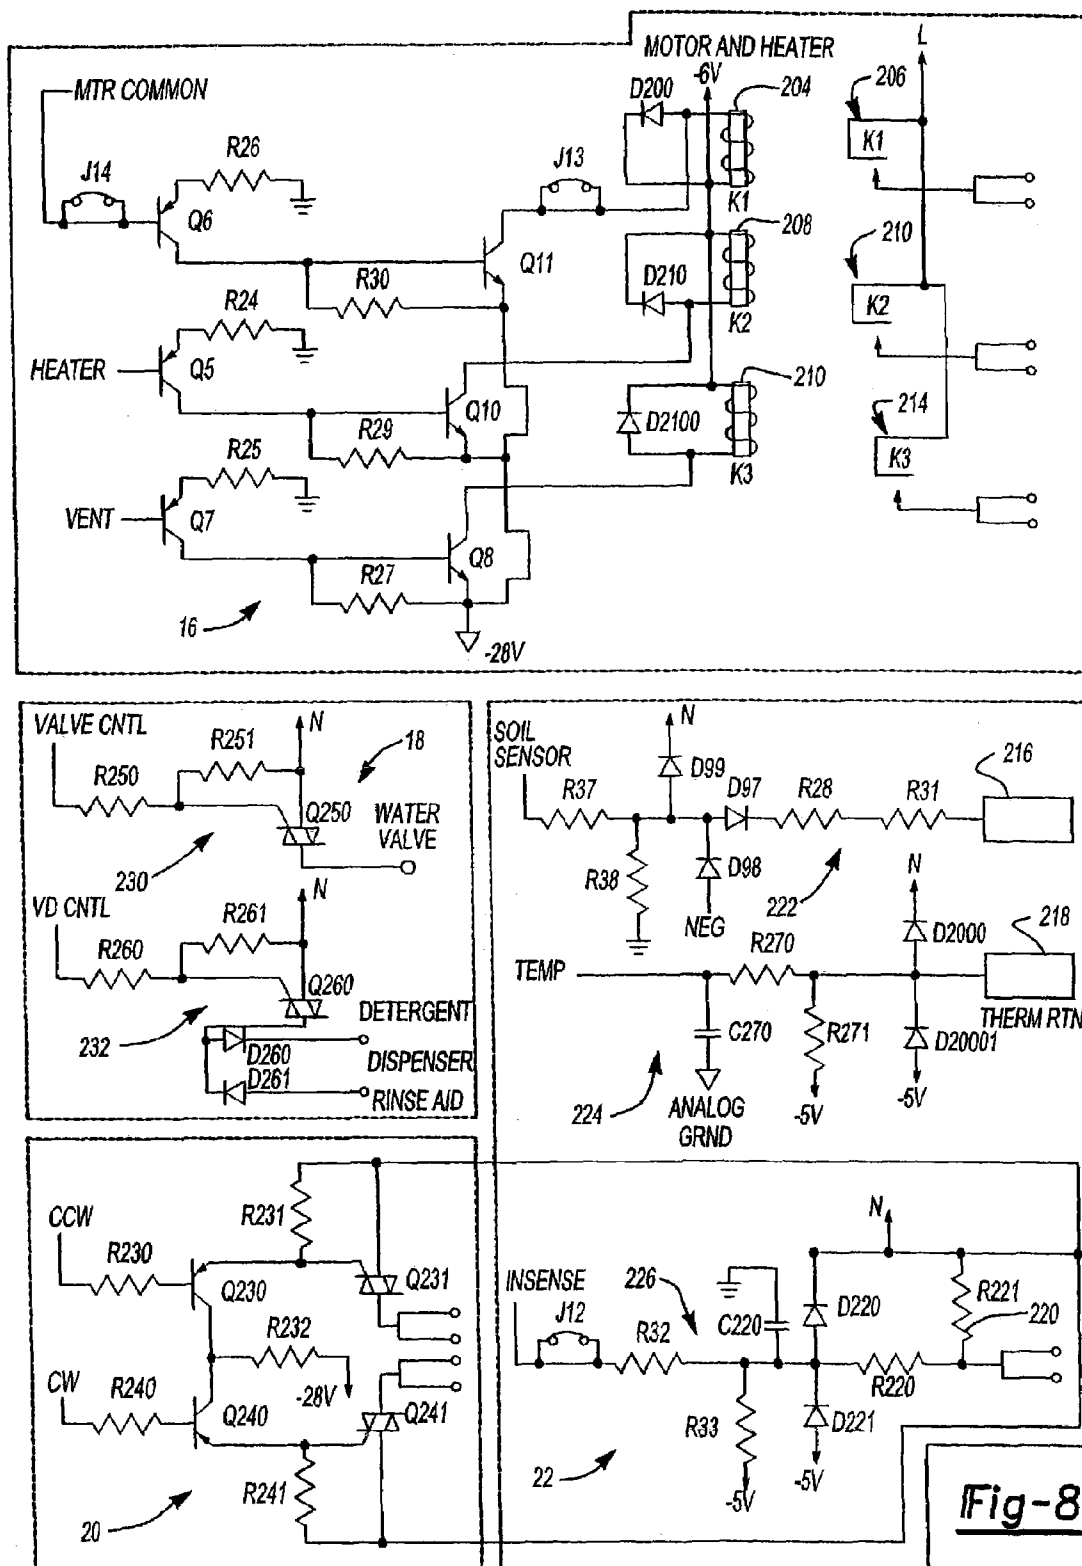 MOTOR AND HEATER
L
-6V
MTR COMMON
D200
204
206
K1
R26
J14
J13
Q6
K1
208
210
Q11
R30
D210
K2
R24
K2
HEATER
Q5
210
214
Q10
D2100
R29
K3
R25
K3
VENT
Q7
Q8
R27
16
-28V
VALVE CNTL
N
R251
18
R250
Q250
WATER
VALVE
230
N
VD CNTL
R261
R260
Q260
DETERGENT
232
D260
DISPENSER
D261
RINSE AID
SOIL
SENSOR
N
D99
216
R37
D97
R28
R31
R38
D98
222
N
NEG
R270
D2000
218
TEMP
C270
R271
D20001
THERM RTN
224
ANALOG
GRND
-5V
-5V
CCW
R231
R230
Q230
Q231
R232
CW
R240
-28V
Q240
Q241
R241
20
N
INSENSE
226
R221
J12
R32
C220
D220
220
R220
R33
D221
22
-5V
-5V
Fig-8